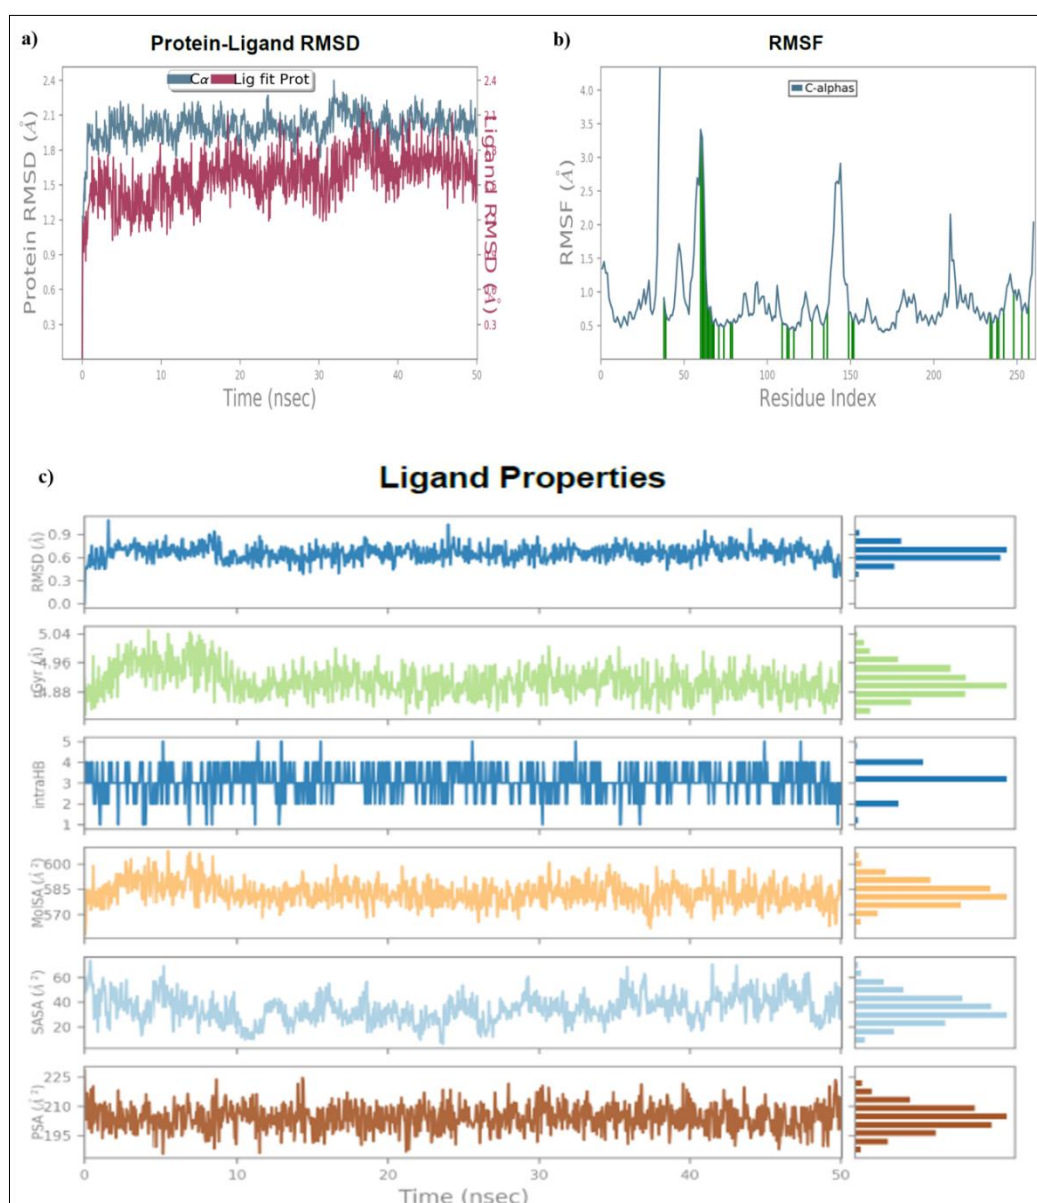 a) Protein-Ligand RMSD
Cα Lig fit Prot
2.4
2.1
1.8
1.5
1.2
0.9
0.6
0.3
Protein RMSD (Å)
2.4
0.6
0.3
Ligand RMSD (Å)
0 10 20 30 40 50
Time (nsec)
b) RMSF
C-alphas
4.0
3.5
3.0
2.5
2.0
1.5
1.0
0.5
RMSF (Å)
0 50 100 150 200 250
Residue Index
c) Ligand Properties
RMSD (Å)
0.9
0.6
0.3
0.0
rGyr (Å)
5.04
4.96
4.88
intraHB
5
4
3
2
1
MolSA (Å²)
600
585
570
SASA (Å²)
60
40
20
PSA (Å²)
225
210
195
0 10 20 30 40 50
Time (nsec)